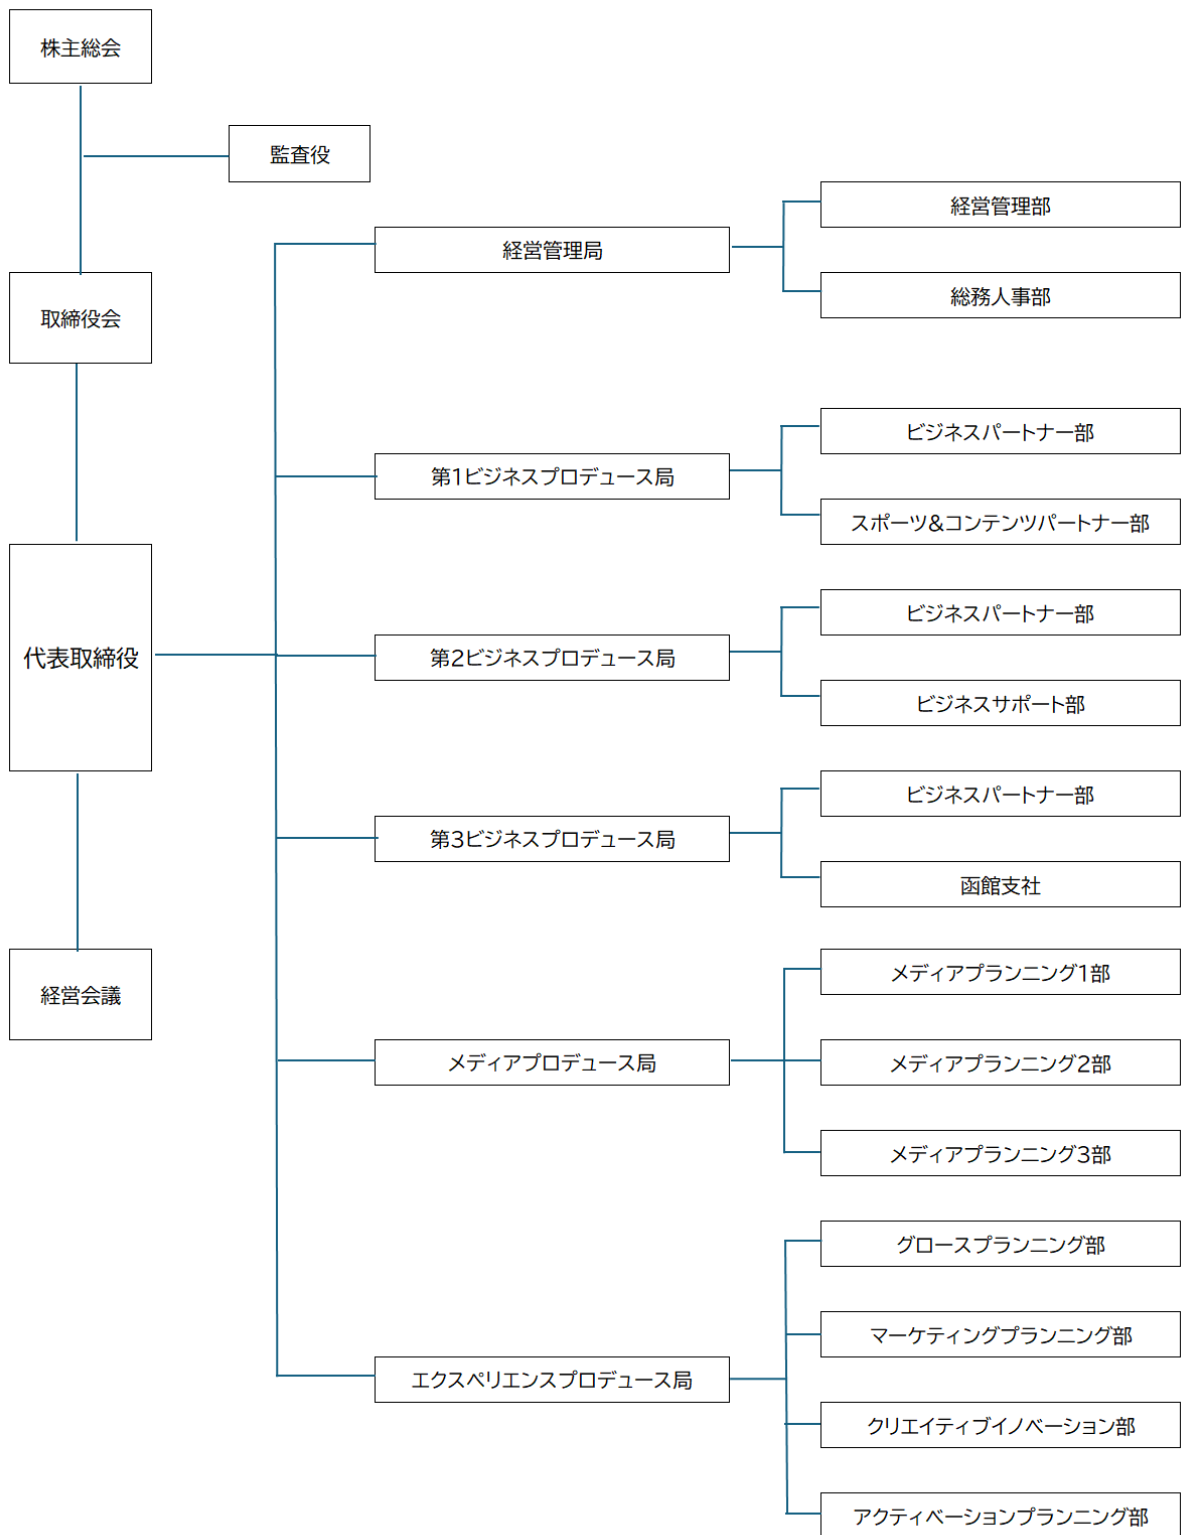 株主総会
監査役
取締役会
代表取締役
経営会議
経営管理局
経営管理部
総務人事部
第1ビジネスプロデュース局
ビジネスパートナー部
スポーツ&コンテンツパートナー部
第2ビジネスプロデュース局
ビジネスパートナー部
ビジネスサポート部
第3ビジネスプロデュース局
ビジネスパートナー部
函館支社
メディアプロデュース局
メディアプランニング1部
メディアプランニング2部
メディアプランニング3部
エクスペリエンスプロデュース局
グロースプランニング部
マーケティングプランニング部
クリエイティブイノベーション部
アクティベーションプランニング部